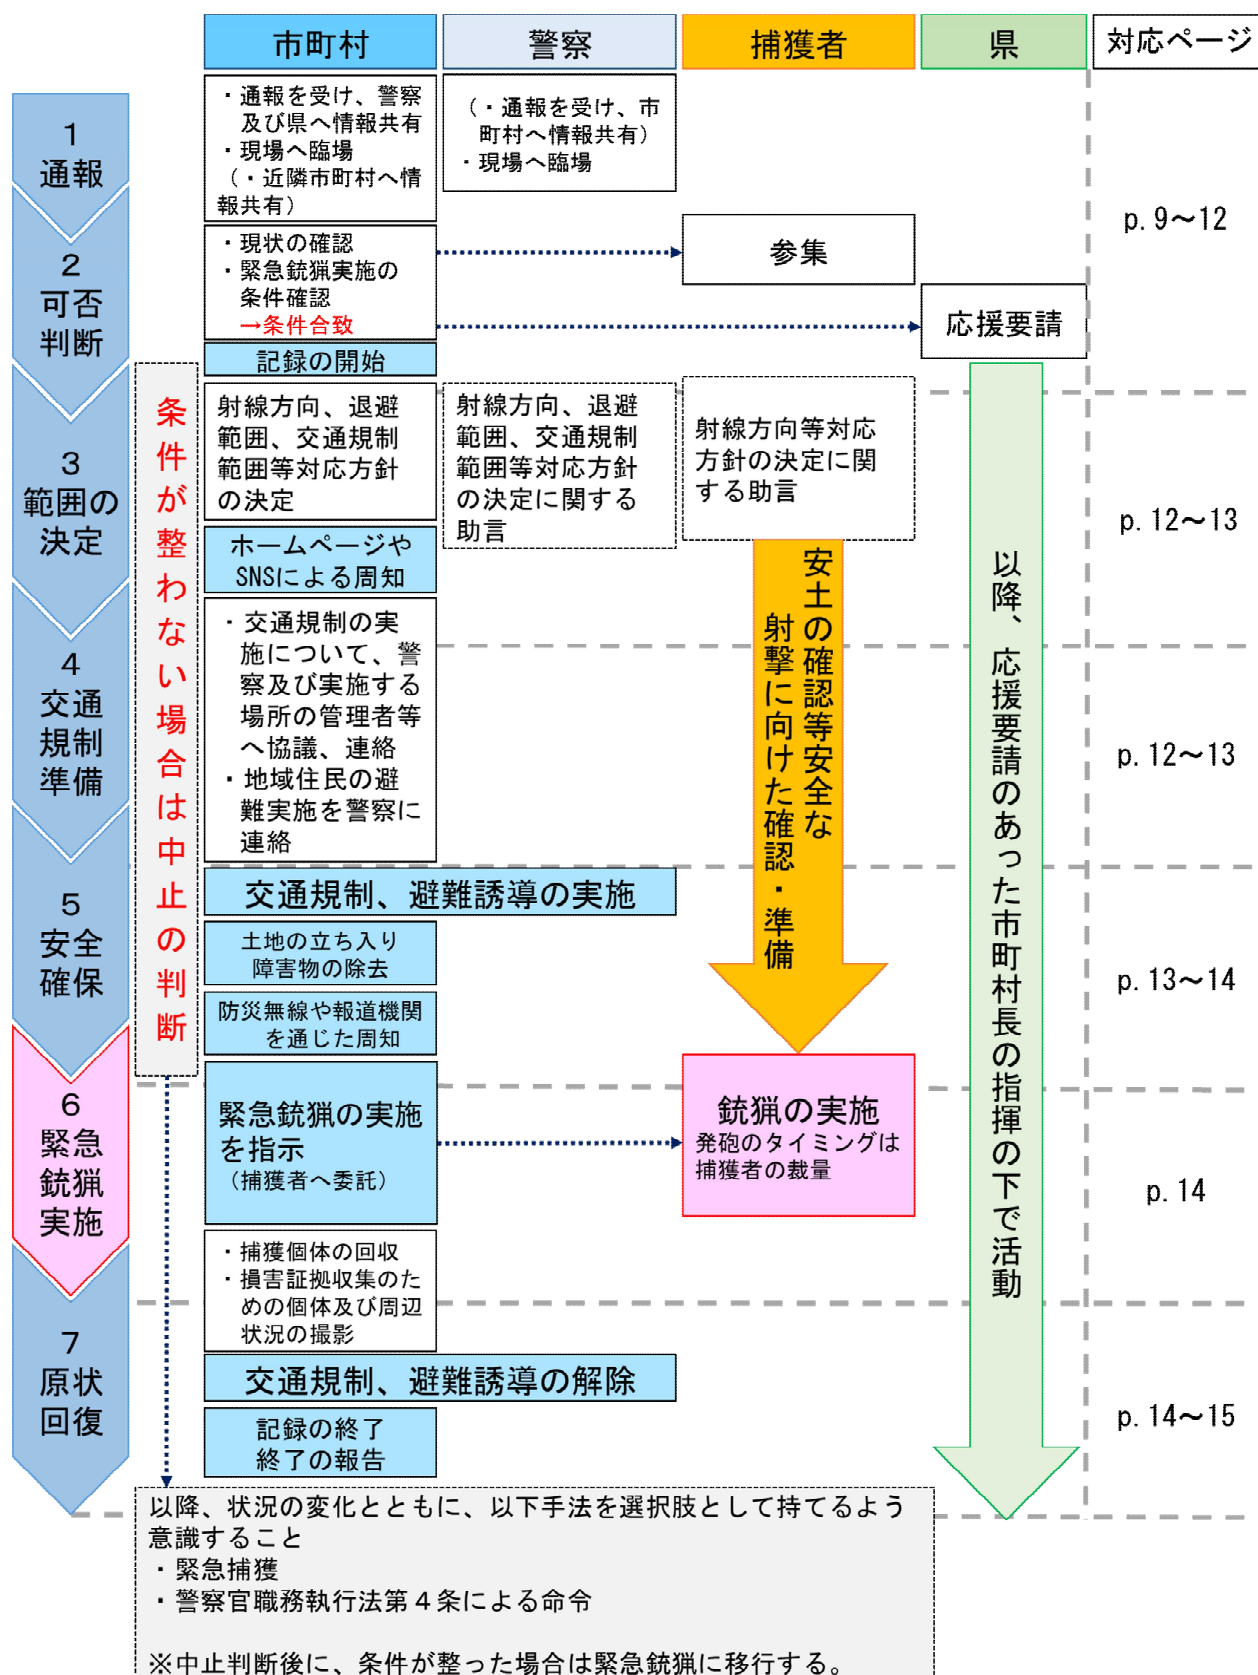 市町村
警察
捕獲者
県
対応ページ
1
通報
・通報を受け、警察
及び県へ情報共有
・現場へ臨場
（・近隣市町村へ情
報共有）
（・通報を受け、市
町村へ情報共有）
・現場へ臨場
p.9～12
2
可否
判断
・現状の確認
・緊急銃猟実施の
条件確認
→条件合致
参集
応援要請
記録の開始
条件が整わない場合は中止の判断
3
範囲の
決定
射線方向、退避
範囲、交通規制
範囲等対応方針
の決定
射線方向、退避
範囲、交通規制
範囲等対応方針
の決定に関する
助言
射線方向等対応
方針の決定に関
する助言
p.12～13
ホームページや
SNSによる周知
安土の確認等安全な
射撃に向けた確認・準備
以降、応援要請のあった市町村長の指揮の下で活動
4
交通
規制
準備
・交通規制の実
施について、警
察及び実施する
場所の管理者等
へ協議、連絡
・地域住民の避
難実施を警察に
連絡
p.12～13
5
安全
確保
交通規制、避難誘導の実施
土地の立ち入り
障害物の除去
防災無線や報道機関
を通じた周知
p.13～14
6
緊急
銃猟
実施
緊急銃猟の実施
を指示
（捕獲者へ委託）
銃猟の実施
発砲のタイミングは
捕獲者の裁量
p.14
7
原状
回復
・捕獲個体の回収
・損害証拠収集のた
めの個体及び周辺
状況の撮影
交通規制、避難誘導の解除
記録の終了
終了の報告
p.14～15
以降、状況の変化とともに、以下手法を選択肢として持てるよう
意識すること
・緊急捕獲
・警察官職務執行法第４条による命令
※中止判断後に、条件が整った場合は緊急銃猟に移行する。